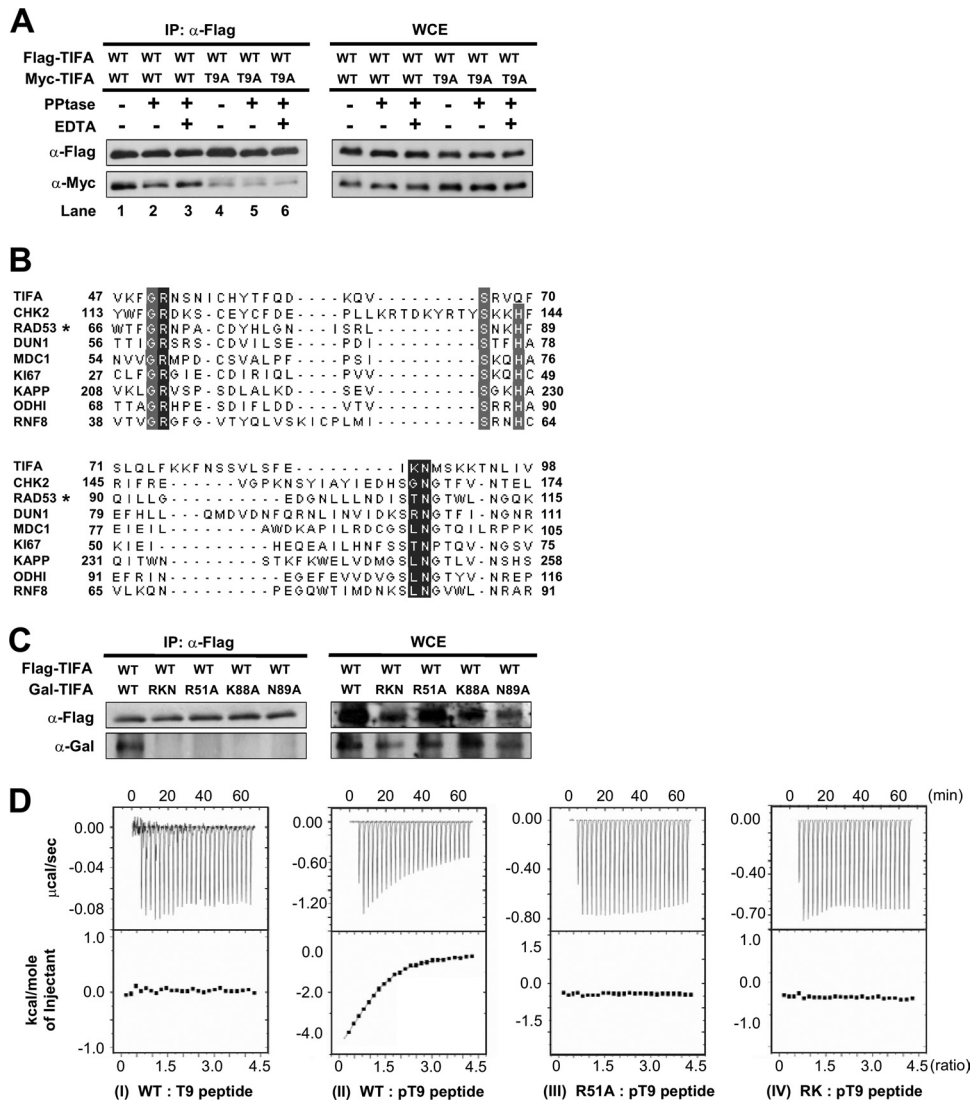 A
IP: α-Flag
WCE
Flag-TIFA WT WT WT WT WT WT WT WT WT WT WT WT
Myc-TIFA WT WT WT T9A T9A T9A WT WT WT T9A T9A T9A
PPtase - + + - + + - + + - + +
EDTA - - + - - + - - + - - +
α-Flag
α-Myc
Lane 1 2 3 4 5 6
B
TIFA 47 VKFGRNSNICHYTFQD----KQV---------SRVQF 70
CHK2 113 YWFGRDKS-CEYCFDE----PLLKRTDKYRTYSKKHF 144
RAD53 * 66 WTFGRNPA-CDYHLGN----ISRL--------SNKHF 89
DUN1 56 TTIGRSRS-CDVILSE----PDI---------STFHA 78
MDC1 54 NVVGRMPD-CSVALPF----PSI---------SKQHA 76
KI67 27 CLFGRGIE-CDIRIQL----PVV---------SKQHC 49
KAPP 208 VKLGRVSP-SDLALKD----SEV---------SGKHA 230
ODHI 68 TTAGRHPE-SDIFLDD----VTV---------SRRHA 90
RNF8 38 VTVGRGFG-VTYQLVSKICPLMI---------SRNHC 64
TIFA 71 SLQLFKKFNSSVLSFE--------IKNMSKKTNLIV 98
CHK2 145 RIFRE------VGPKNSYIAYIEDHSGNGTFV-NTEL 174
RAD53 * 90 QILLG---------EDGNLLLNDISTNGTWL-NGQK 115
DUN1 79 EFHLL---QMDVDNFQRNLINVIDKSRNGTFI-NGNR 111
MDC1 77 EIEIL-------AWDKAPILRDCGSLNGTQILRPPK 105
KI67 50 KIEI---------HEQEAILHNFSSTNPTQV-NGSV 75
KAPP 231 QITWN-------STKFKWELVDMGSLNGTLV-NSHS 258
ODHI 91 EFRIN---------EGEFEVVDVGSLNGTYV-NREP 116
RNF8 65 VLKQN---------PEGQWTIMDNKSLNGVWL-NRAR 91
C
IP: α-Flag
WCE
Flag-TIFA WT WT WT WT WT WT WT WT WT WT
Gal-TIFA WT RKN R51A K88A N89A WT RKN R51A K88A N89A
α-Flag
α-Gal
D
0 20 40 60 0 20 40 60 0 20 40 60 0 20 40 60 (min)
μcal/sec
0.00 -0.04 -0.08
0.00 -0.60 -1.20
0.00 -0.40 -0.80
0.00 -0.40 -0.70
kcal/mole of Injectant
1.0 0.0 -1.0
0.0 -2.0 -4.0
1.5 0.0 -1.5
1.0 0.0 -1.0
0 1.5 3.0 4.5 0 1.5 3.0 4.5 0 1.5 3.0 4.5 0 1.5 3.0 4.5 (ratio)
(I) WT : T9 peptide
(II) WT : pT9 peptide
(III) R51A : pT9 peptide
(IV) RK : pT9 peptide